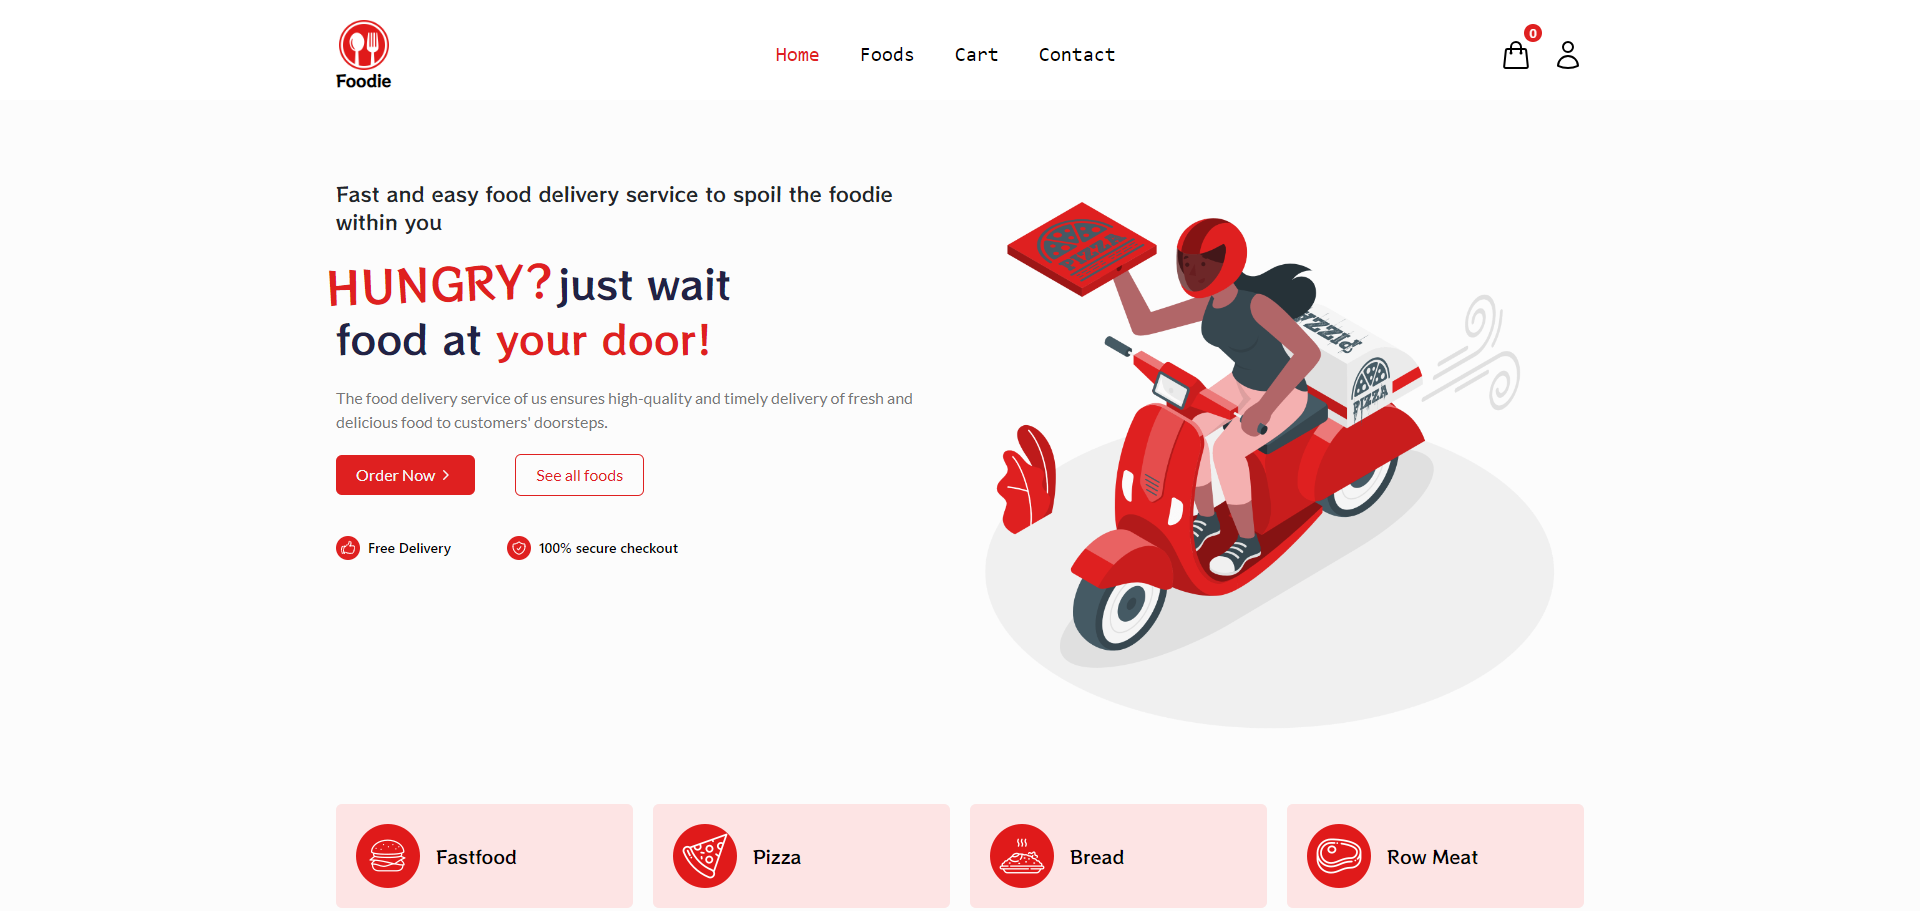 Foodie
Home Foods Cart Contact
0
Fast and easy food delivery service to spoil the foodie
within you
HUNGRY? just wait
food at your door!
The food delivery service of us ensures high-quality and timely delivery of fresh and
delicious food to customers' doorsteps.
Order Now
See all foods
Free Delivery
100% secure checkout
PIZZA
PIZZA
PIZZA
Fastfood
Pizza
Bread
Row Meat